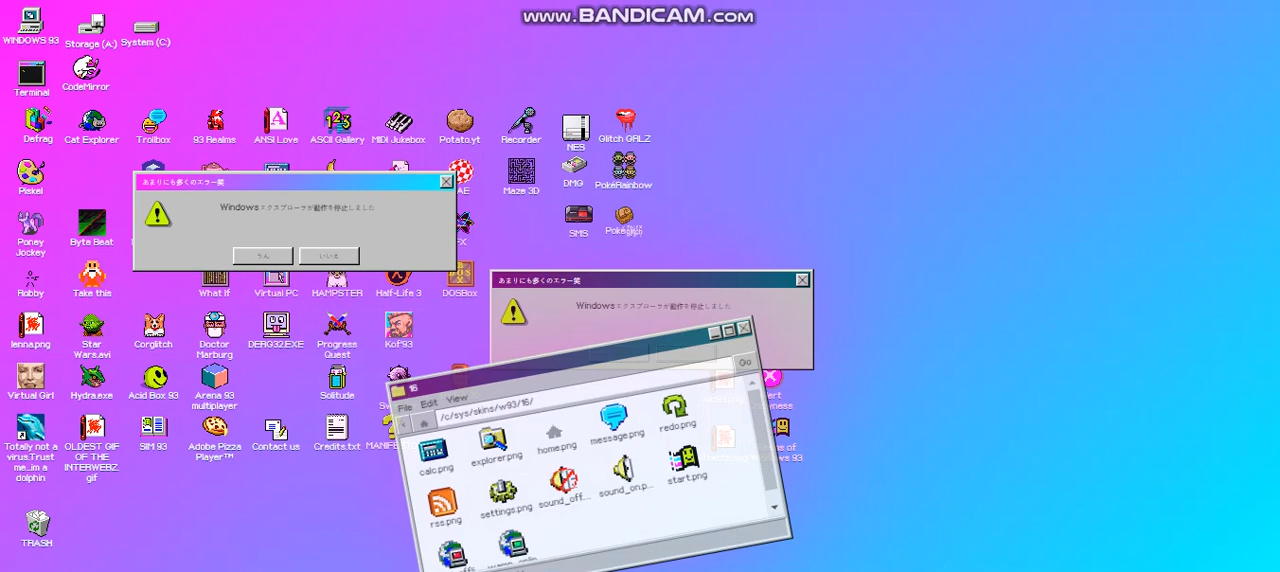 www.BANDICAM.com
WINDOWS 93
Storage (A:)
System (C:)
Terminal
CodeMirror
Defrag
Cat Explorer
Trollbox
93 Realms
ANSI Love
ASCII Gallery
MIDI Jukebox
Potato.yt
Recorder
NES
Glitch GRLZ
Piskel
Maze 3D
DMG
PokéRainbow
あまりにも多くのエラー笑
Windowsエクスプローラが動作を停止しました
うん
いいえ
Poney
Jockey
Byte Beat
SMS
あまりにも多くのエラー笑
Windowsエクスプローラが動作を停止しました
Robby
Take this
What If
Virtual PC
HAMPSTER
Half-Life 3
DOSBox
lenna.png
Star
Wars.avi
Corglitch
Doctor
Marburg
DERG32.EXE
Progress
Quest
Kof'93
Virtual Girl
Hydra.exe
Acid Box 93
Arena 93
multiplayer
Solitude
Totally not a
virus.Trust
me..im a
dolphin
OLDEST GIF
OF THE
INTERWEBZ.
gif
SIM 93
Adobe Pizza
Player™
Contact us
Credits.txt
TRASH
16
File Edit View
/c/sys/skins/w93/16/
Go
calc.png
explorer.png
home.png
message.png
redo.png
rss.png
settings.png
sound_off...
sound_on.p...
start.png